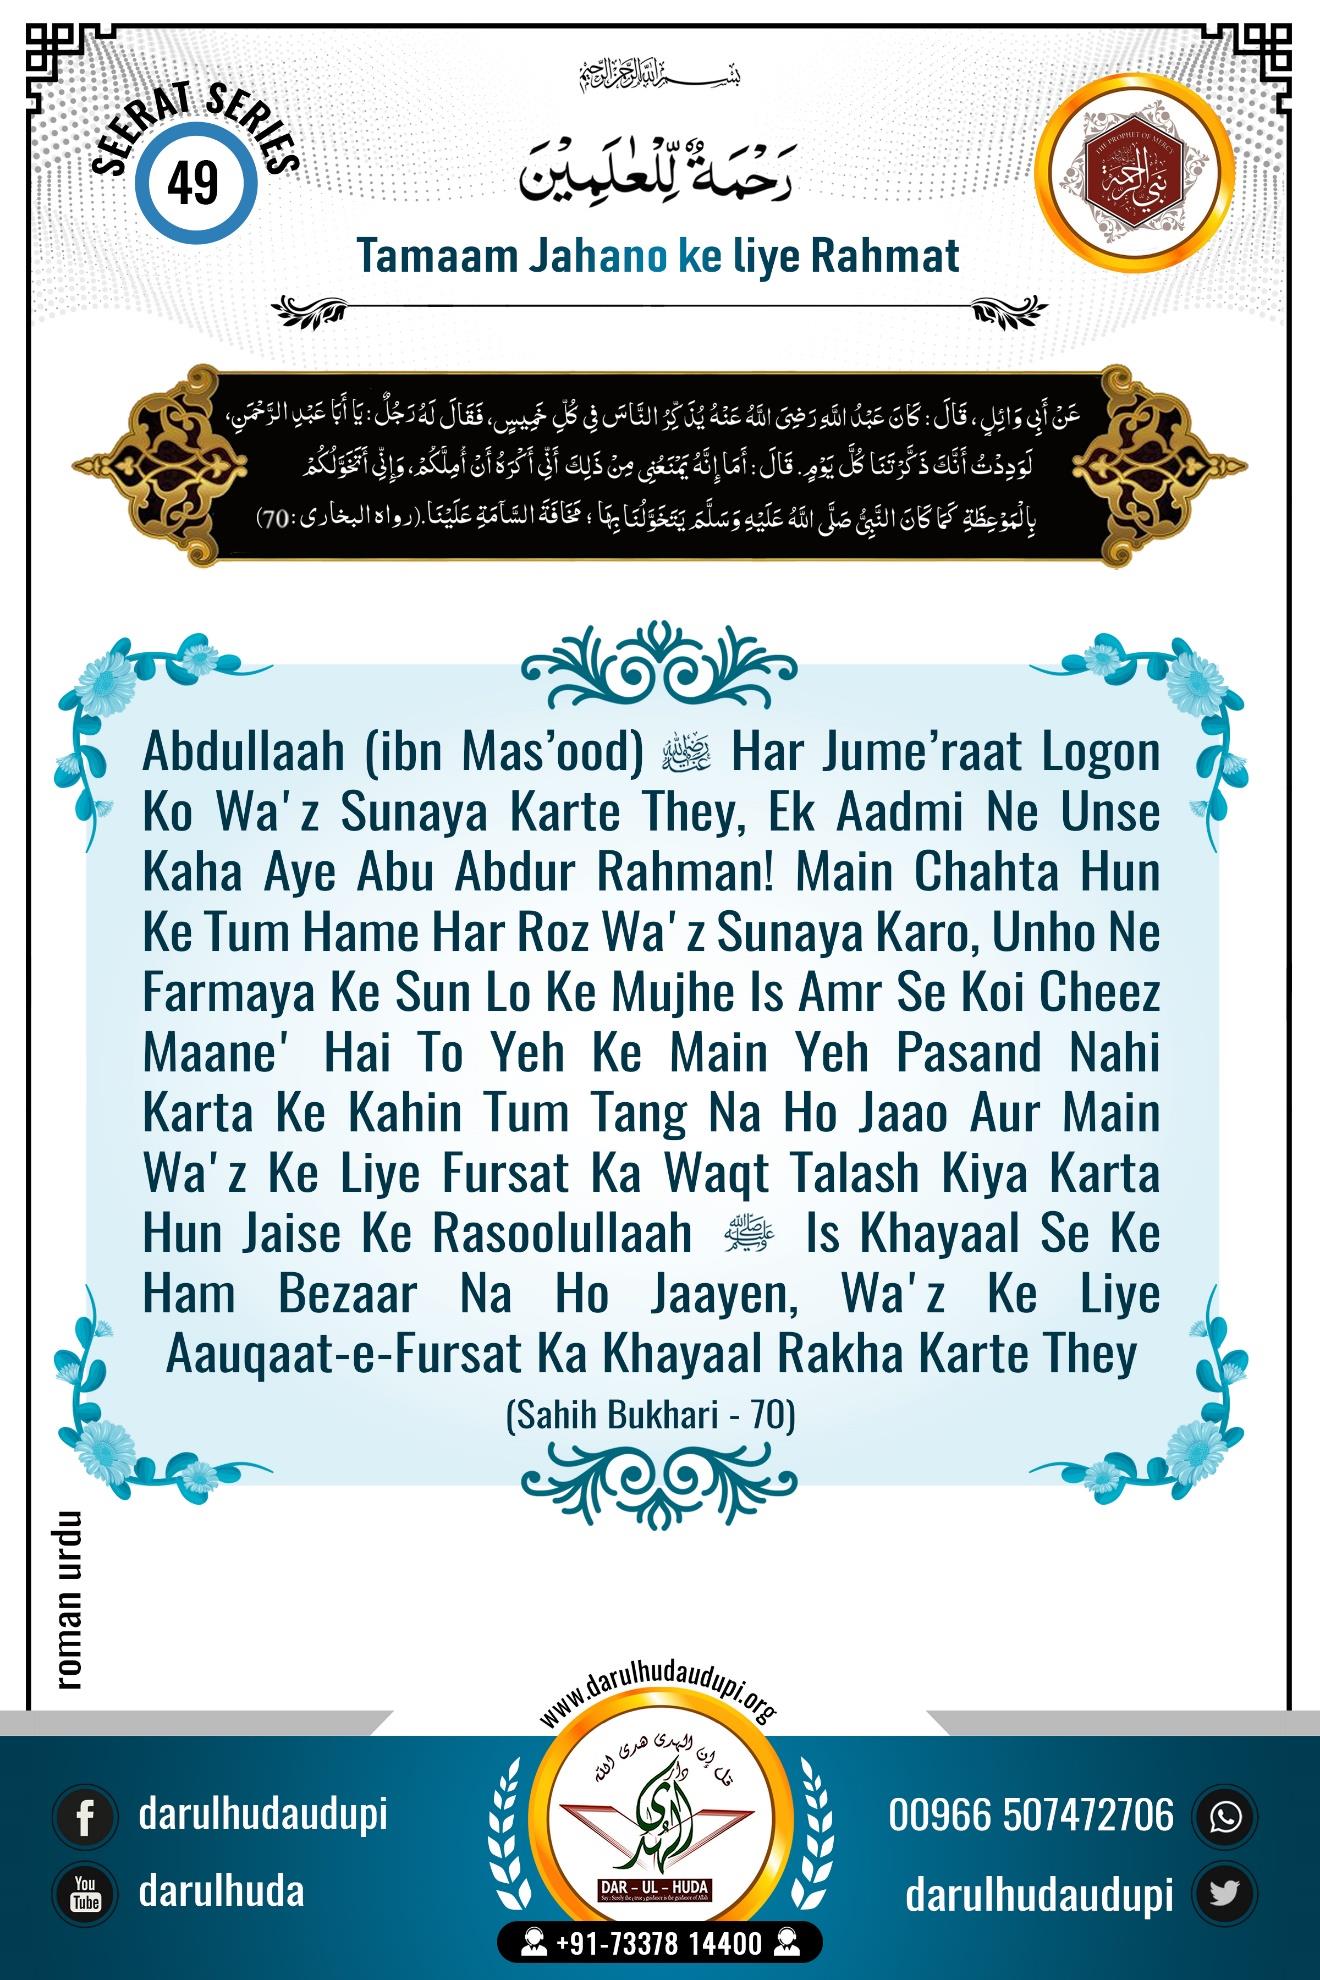 بسم الله الرحمن الرحيم
SEERAT SERIES
49
THE PROPHET OF MERCY
نبي الرحمة
رَحْمَةٌ لِّلْعٰلَمِيْنَ
Tamaam Jahano ke liye Rahmat
عَنْ أَبِي وَائِلٍ، قَالَ: كَانَ عَبْدُ اللَّهِ رَضِيَ اللَّهُ عَنْهُ يُذَكِّرُ النَّاسَ فِي كُلِّ خَمِيسٍ، فَقَالَ لَهُ رَجُلٌ: يَا أَبَا عَبْدِ الرَّحْمَنِ،
لَوَدِدْتُ أَنَّكَ ذَكَّرْتَنَا كُلَّ يَوْمٍ. قَالَ: أَمَا إِنَّهُ يَمْنَعُنِي مِنْ ذَلِكَ أَنِّي أَكْرَهُ أَنْ أُمِلَّكُمْ، وَإِنِّي أَتَخَوَّلُكُمْ
بِالْمَوْعِظَةِ كَمَا كَانَ النَّبِيُّ صَلَّى اللَّهُ عَلَيْهِ وَسَلَّمَ يَتَخَوَّلُنَا بِهَا ؛ مَخَافَةَ السَّآمَةِ عَلَيْنَا.(رواه البخاری :70)
Abdullaah (ibn Mas’ood) رضي الله عنه Har Jume’raat Logon
Ko Wa'z Sunaya Karte They, Ek Aadmi Ne Unse
Kaha Aye Abu Abdur Rahman! Main Chahta Hun
Ke Tum Hame Har Roz Wa'z Sunaya Karo, Unho Ne
Farmaya Ke Sun Lo Ke Mujhe Is Amr Se Koi Cheez
Maane' Hai To Yeh Ke Main Yeh Pasand Nahi
Karta Ke Kahin Tum Tang Na Ho Jaao Aur Main
Wa'z Ke Liye Fursat Ka Waqt Talash Kiya Karta
Hun Jaise Ke Rasoolullaah ﷺ Is Khayaal Se Ke
Ham Bezaar Na Ho Jaayen, Wa'z Ke Liye
Aauqaat-e-Fursat Ka Khayaal Rakha Karte They
(Sahih Bukhari - 70)
roman urdu
www.darulhudaudupi.org
قل إن الهدى هدى الله
دار الهدى
DAR - UL - HUDA
Say : Surely the true guidance is the guidance of Allah
darulhudaudupi
You Tube darulhuda
00966 507472706
darulhudaudupi
+91-73378 14400